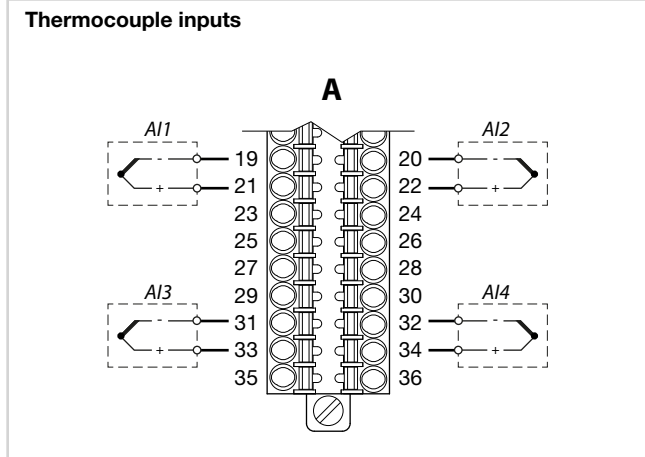 Thermocouple inputs
A
AI1 AI2
- 19 20 -
+ 21 22 +
23 24
25 26
27 28
29 30
AI3 AI4
- 31 32 -
+ 33 34 +
35 36